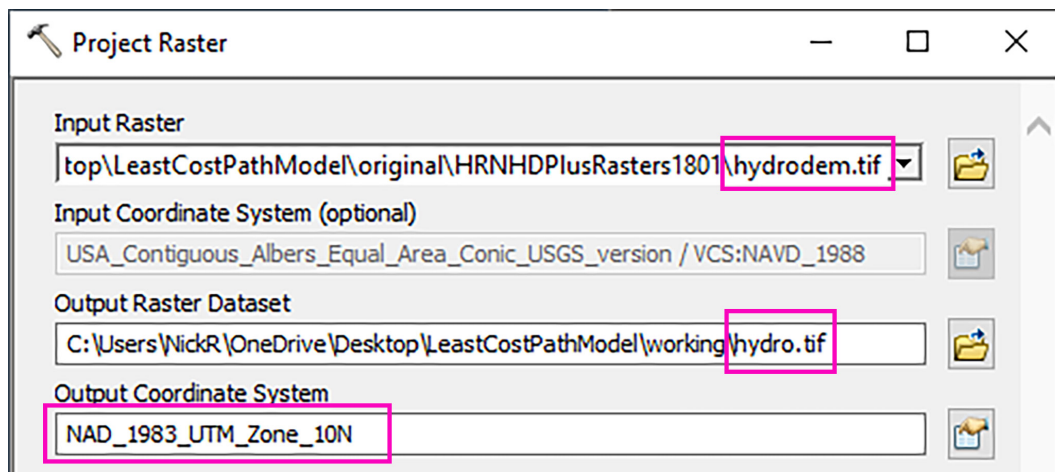 Project Raster
Input Raster
top\LeastCostPathModel\original\HRNHDPlusRasters1801\hydrodem.tif
Input Coordinate System (optional)
USA_Contiguous_Albers_Equal_Area_Conic_USGS_version / VCS:NAVD_1988
Output Raster Dataset
C:\Users\NickR\OneDrive\Desktop\LeastCostPathModel\working\hydro.tif
Output Coordinate System
NAD_1983_UTM_Zone_10N